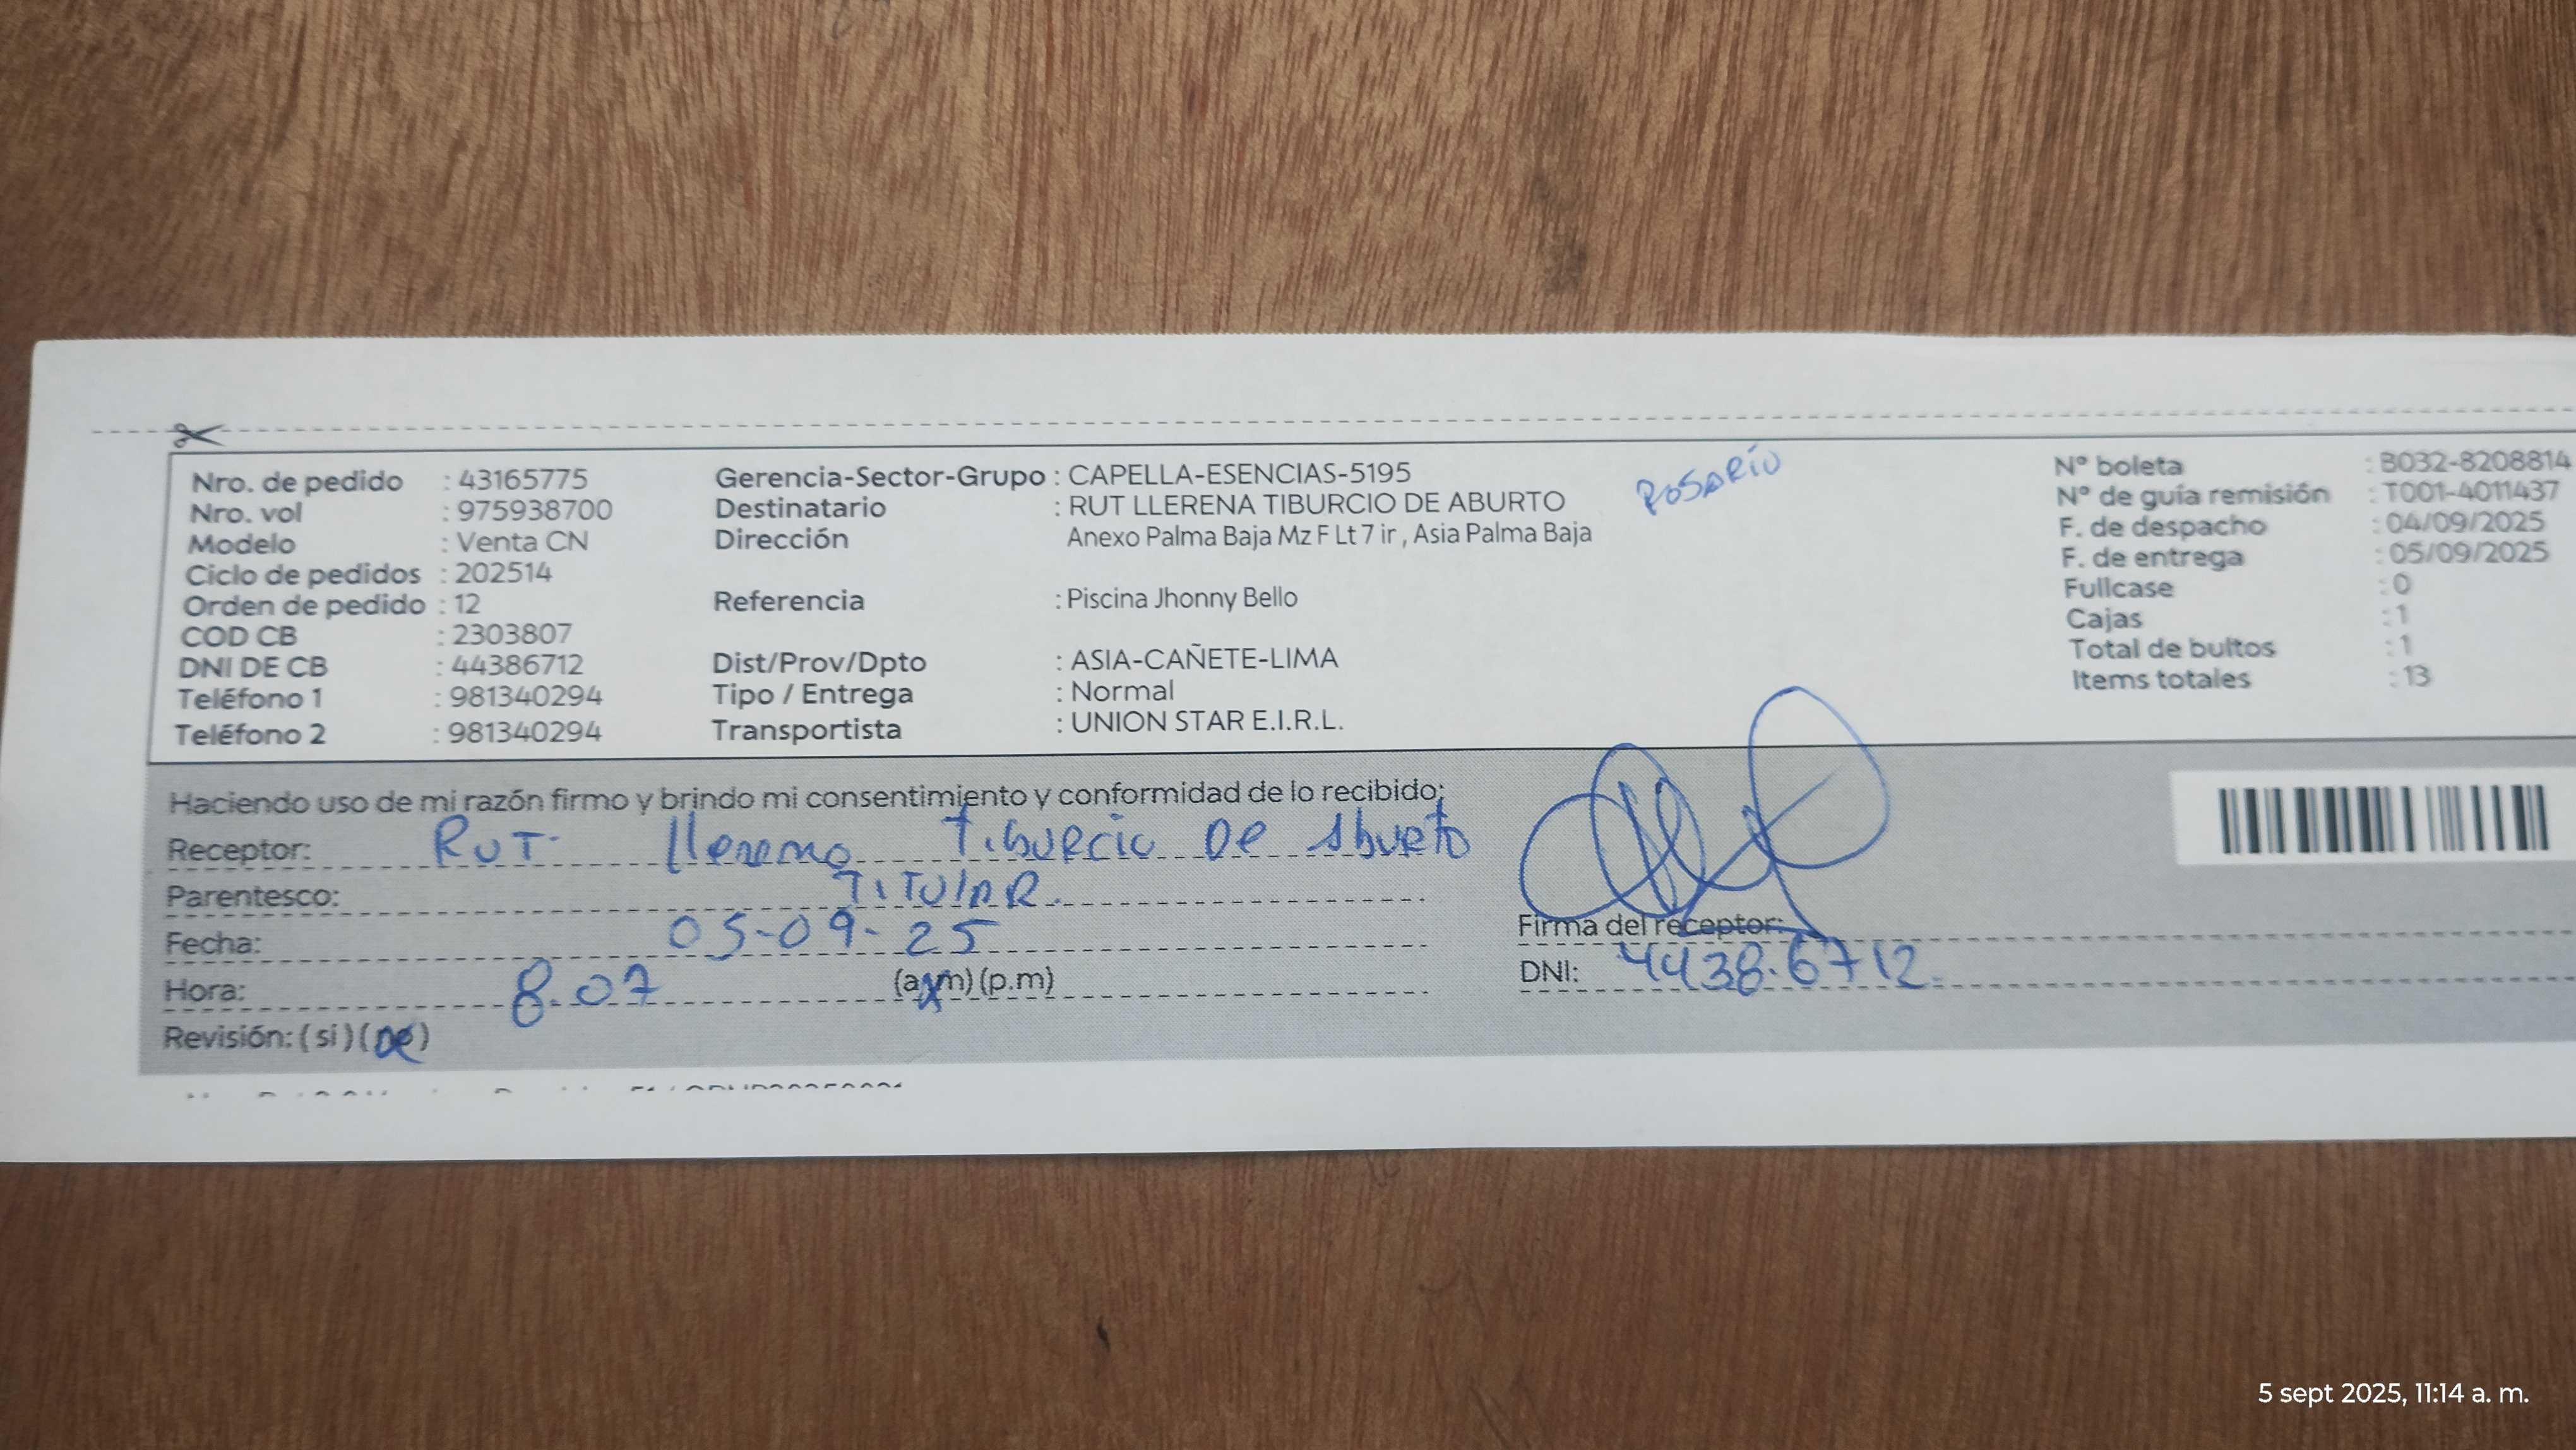 Nro. de pedido : 43165775 Gerencia-Sector-Grupo : CAPELLA-ESENCIAS-5195 ROSARIO N° boleta : B032-8208814
Nro. vol : 975938700 Destinatario : RUT LLERENA TIBURCIO DE ABURTO N° de guía remisión : T001-4011437
Modelo : Venta CN Dirección Anexo Palma Baja Mz F Lt 7 ir , Asia Palma Baja F. de despacho : 04/09/2025
Ciclo de pedidos : 202514 F. de entrega : 05/09/2025
Orden de pedido : 12 Referencia : Piscina Jhonny Bello Fullcase : 0
COD CB : 2303807 Cajas : 1
DNI DE CB : 44386712 Dist/Prov/Dpto : ASIA-CAÑETE-LIMA Total de bultos : 1
Teléfono 1 : 981340294 Tipo / Entrega : Normal Items totales : 13
Teléfono 2 : 981340294 Transportista : UNION STAR E.I.R.L.
Haciendo uso de mi razón firmo y brindo mi consentimiento y conformidad de lo recibido:
Receptor: RUT llerena Tiburcio De Aburto
Parentesco: TITULAR.
Fecha: 05-09-25 Firma del receptor:
Hora: 8.07 (a.m) (p.m) DNI: 4438.6712.
Revisión: ( si ) ( no )
5 sept 2025, 11:14 a. m.